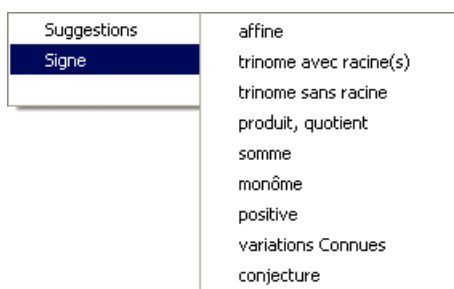 Suggestions
Signe
affine
trinome avec racine(s)
trinome sans racine
produit, quotient
somme
monôme
positive
variations Connues
conjecture